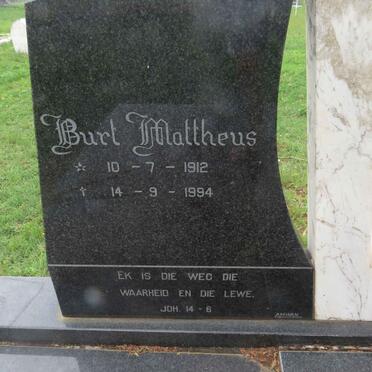 Burt Mattheus
☆ 10 - 7 - 1912
† 14 - 9 - 1994
EK IS DIE WEG DIE
WAARHEID EN DIE LEWE.
JOH. 14 - 6